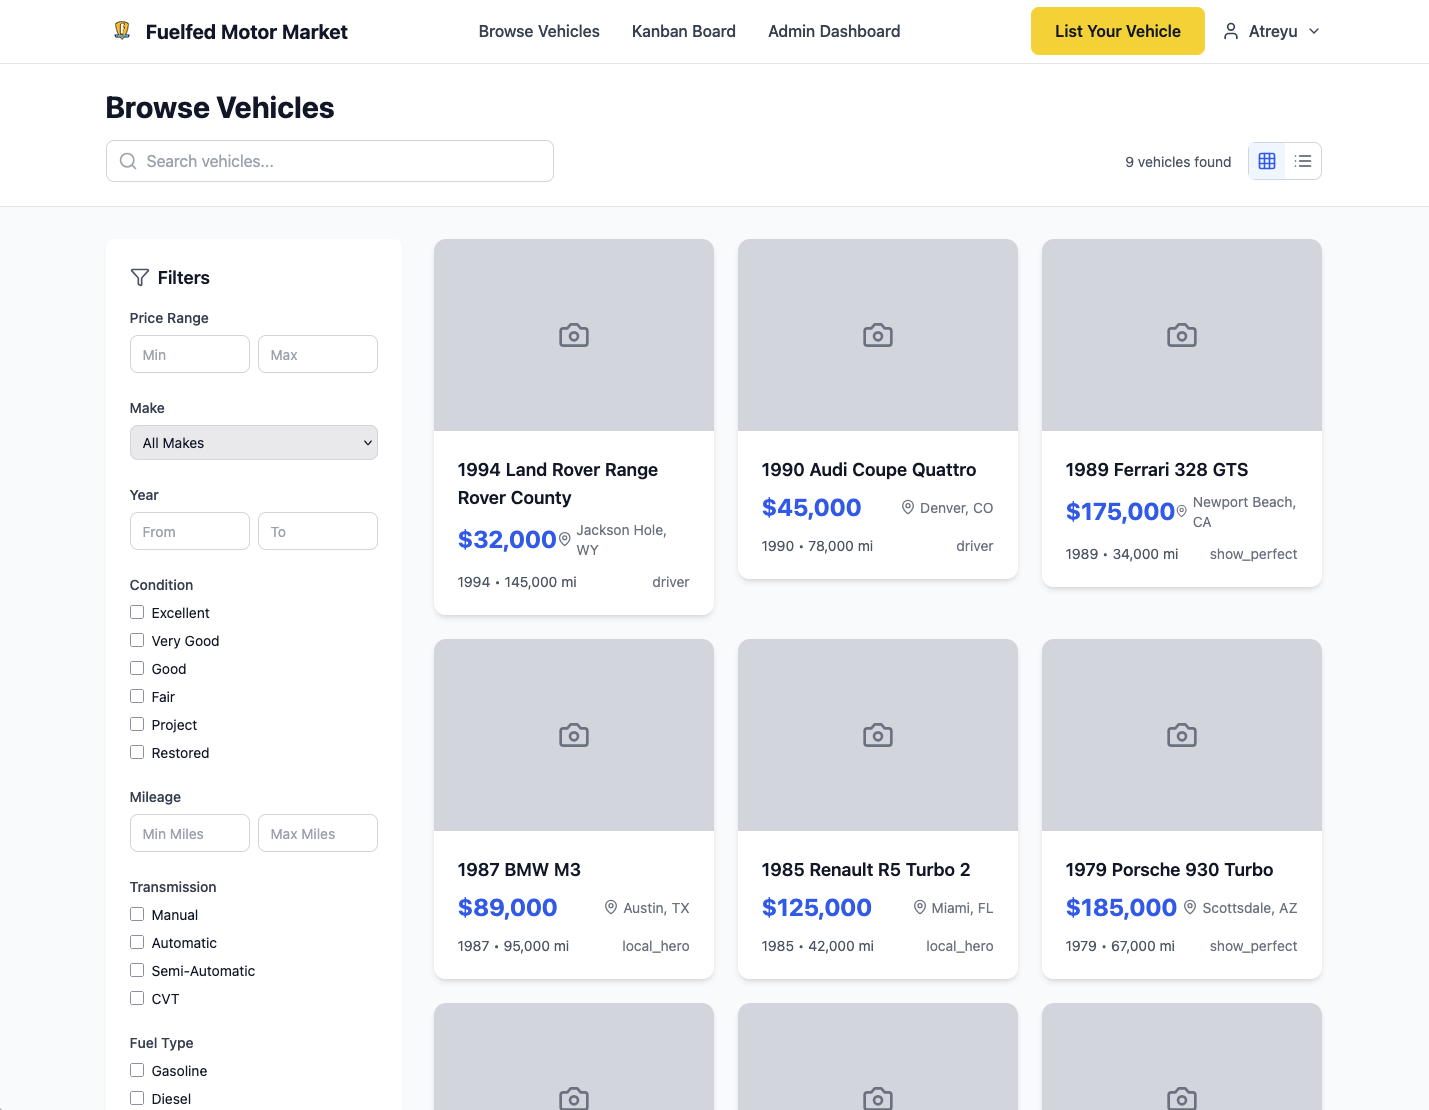 Fuelfed Motor Market
Browse Vehicles
Kanban Board
Admin Dashboard
List Your Vehicle
Atreyu
Browse Vehicles
Search vehicles...
9 vehicles found
Filters
Price Range
Min
Max
Make
All Makes
Year
From
To
Condition
Excellent
Very Good
Good
Fair
Project
Restored
Mileage
Min Miles
Max Miles
Transmission
Manual
Automatic
Semi-Automatic
CVT
Fuel Type
Gasoline
Diesel
1994 Land Rover Range
Rover County
$32,000
Jackson Hole,
WY
1994 • 145,000 mi
driver
1990 Audi Coupe Quattro
$45,000
Denver, CO
1990 • 78,000 mi
driver
1989 Ferrari 328 GTS
$175,000
Newport Beach,
CA
1989 • 34,000 mi
show_perfect
1987 BMW M3
$89,000
Austin, TX
1987 • 95,000 mi
local_hero
1985 Renault R5 Turbo 2
$125,000
Miami, FL
1985 • 42,000 mi
local_hero
1979 Porsche 930 Turbo
$185,000
Scottsdale, AZ
1979 • 67,000 mi
show_perfect